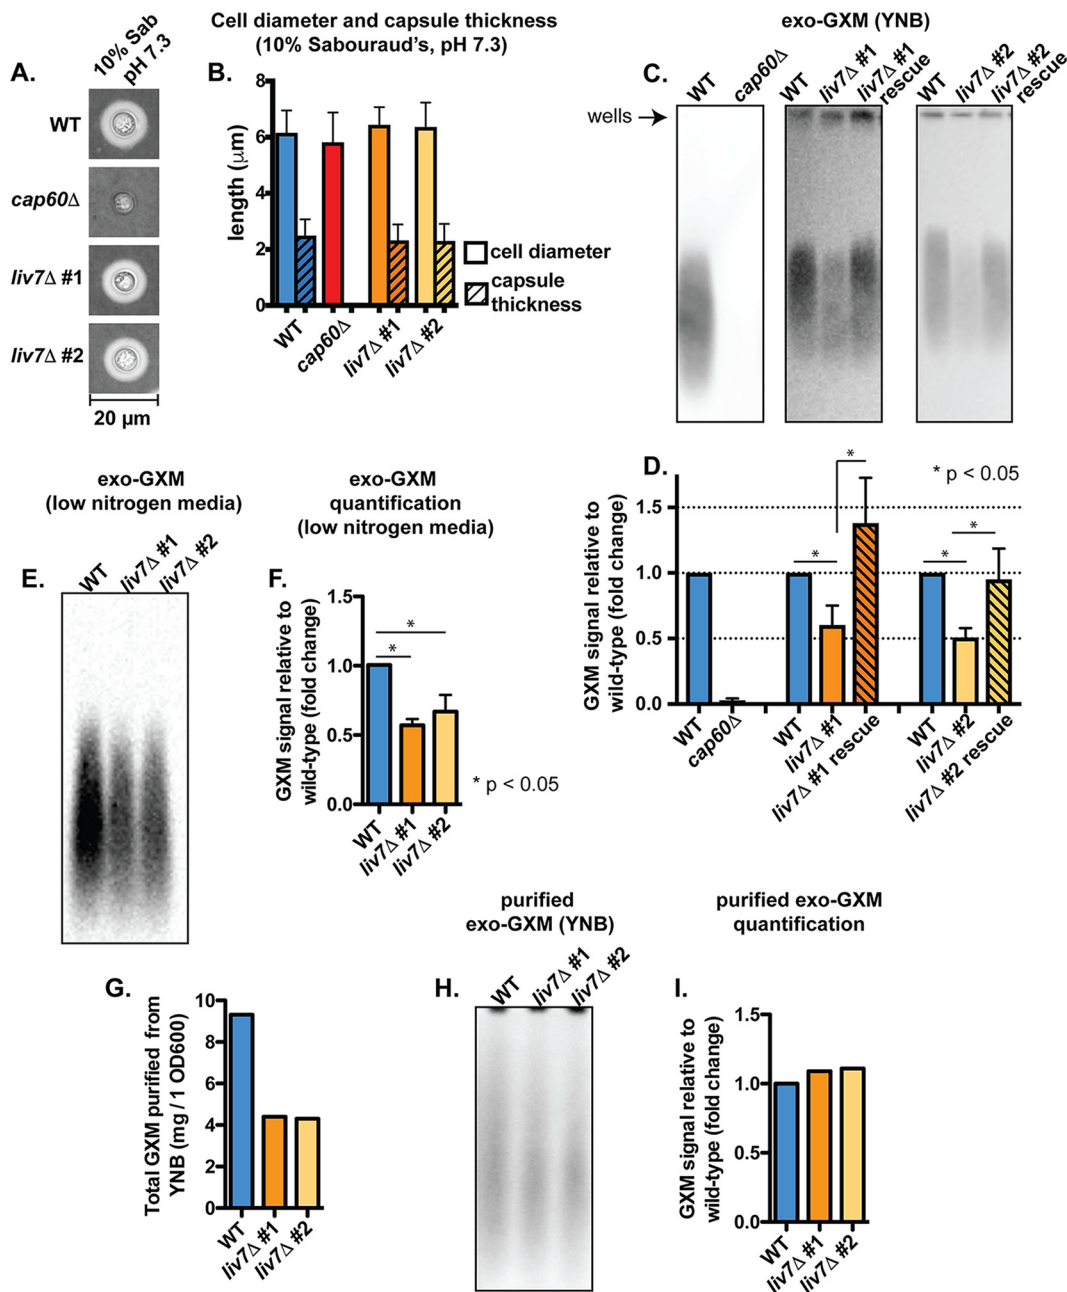 A.
10% Sab
pH 7.3
WT
cap60Δ
liv7Δ #1
liv7Δ #2
20 µm
Cell diameter and capsule thickness
(10% Sabouraud's, pH 7.3)
B.
length (µm)
8
6
4
2
0
WT
cap60Δ
liv7Δ #1
liv7Δ #2
cell diameter
capsule
thickness
exo-GXM (YNB)
C.
WT
cap60Δ
WT
liv7Δ #1
liv7Δ #1
rescue
WT
liv7Δ #2
liv7Δ #2
rescue
wells
D.
GXM signal relative to
wild-type (fold change)
1.5
1.0
0.5
0.0
*
*
*
*
* p < 0.05
WT
cap60Δ
WT
liv7Δ #1
liv7Δ #1 rescue
WT
liv7Δ #2
liv7Δ #2 rescue
exo-GXM
(low nitrogen media)
E.
WT
liv7Δ #1
liv7Δ #2
exo-GXM
quantification
(low nitrogen media)
F.
GXM signal relative to
wild-type (fold change)
1.5
1.0
0.5
0.0
*
*
* p < 0.05
WT
liv7Δ #1
liv7Δ #2
G.
Total GXM purified from
YNB (mg / 1 OD600)
10
8
6
4
2
0
WT
liv7Δ #1
liv7Δ #2
purified
exo-GXM (YNB)
H.
WT
liv7Δ #1
liv7Δ #2
purified exo-GXM
quantification
I.
GXM signal relative to
wild-type (fold change)
1.5
1.0
0.5
0.0
WT
liv7Δ #1
liv7Δ #2